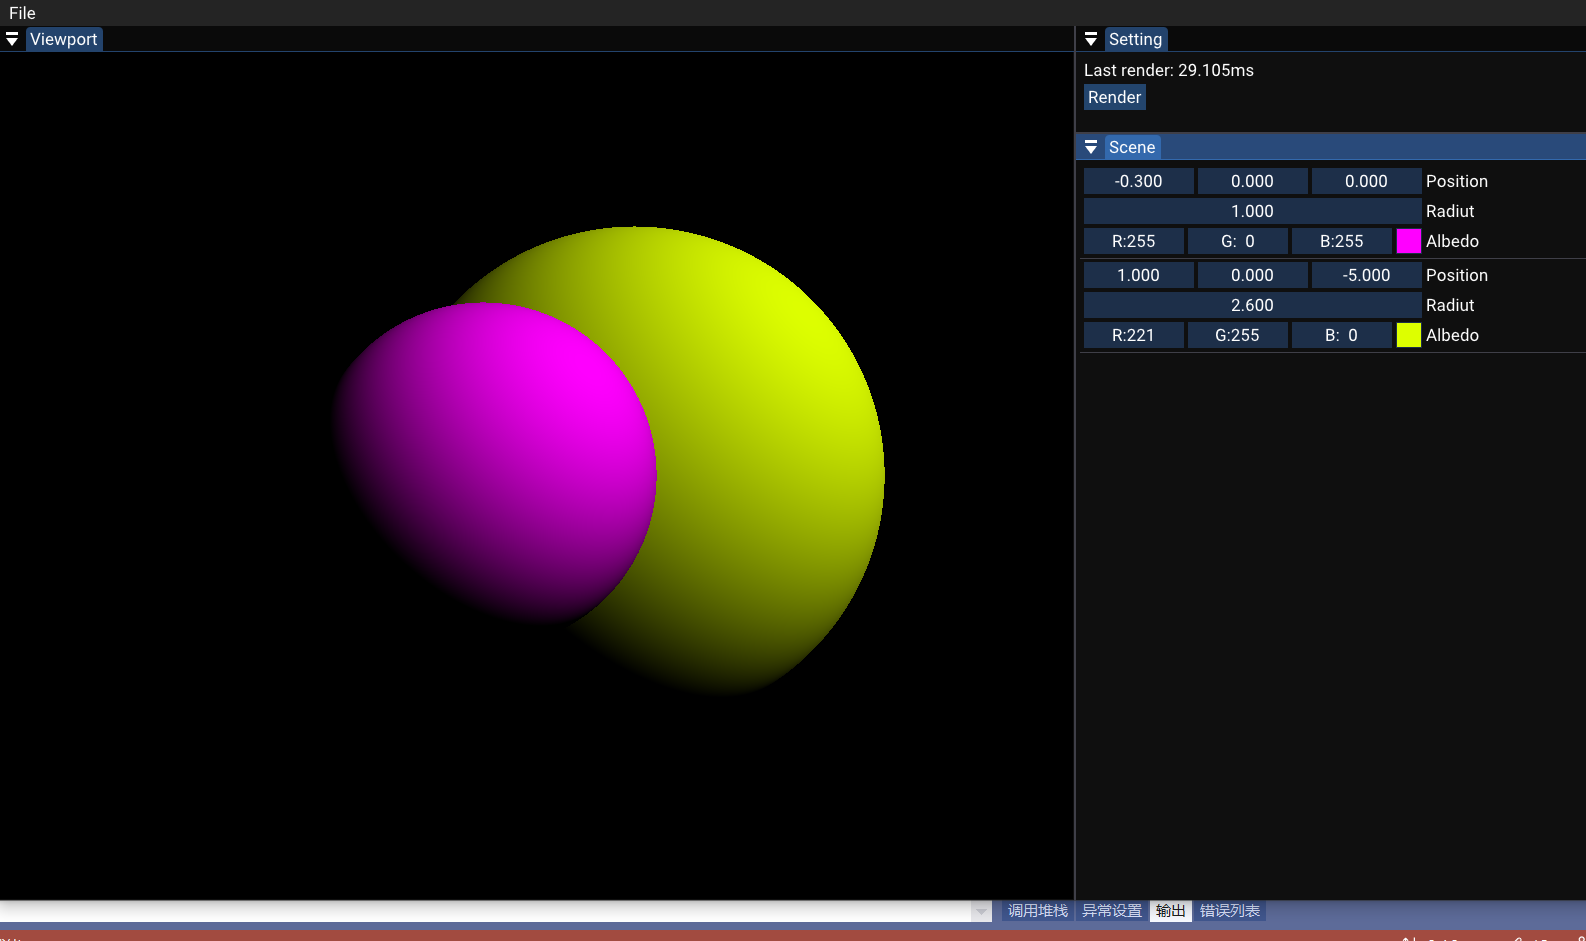 File
Viewport
Setting
Last render: 29.105ms
Render
Scene
-0.300 0.000 0.000 Position
1.000 Radiut
R:255 G: 0 B:255 Albedo
1.000 0.000 -5.000 Position
2.600 Radiut
R:221 G:255 B: 0 Albedo
调用堆栈 异常设置 输出 错误列表